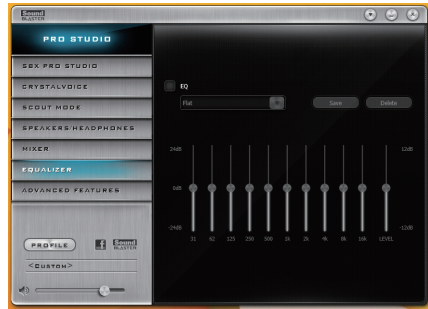 Sound
BLASTER
PRO STUDIO
SBX PRO STUDIO
CRYSTALVOICE
SCOUT MODE
SPEAKERS/HEADPHONES
MIXER
EQUALIZER
ADVANCED FEATURES
PROFILE
f
Sound
BLASTER
<CUSTOM>
EQ
Flat
Save
Delete
24dB
12dB
0dB
-24dB
-12dB
31 62 125 250 500 1k 2k 4k 8k 16k LEVEL